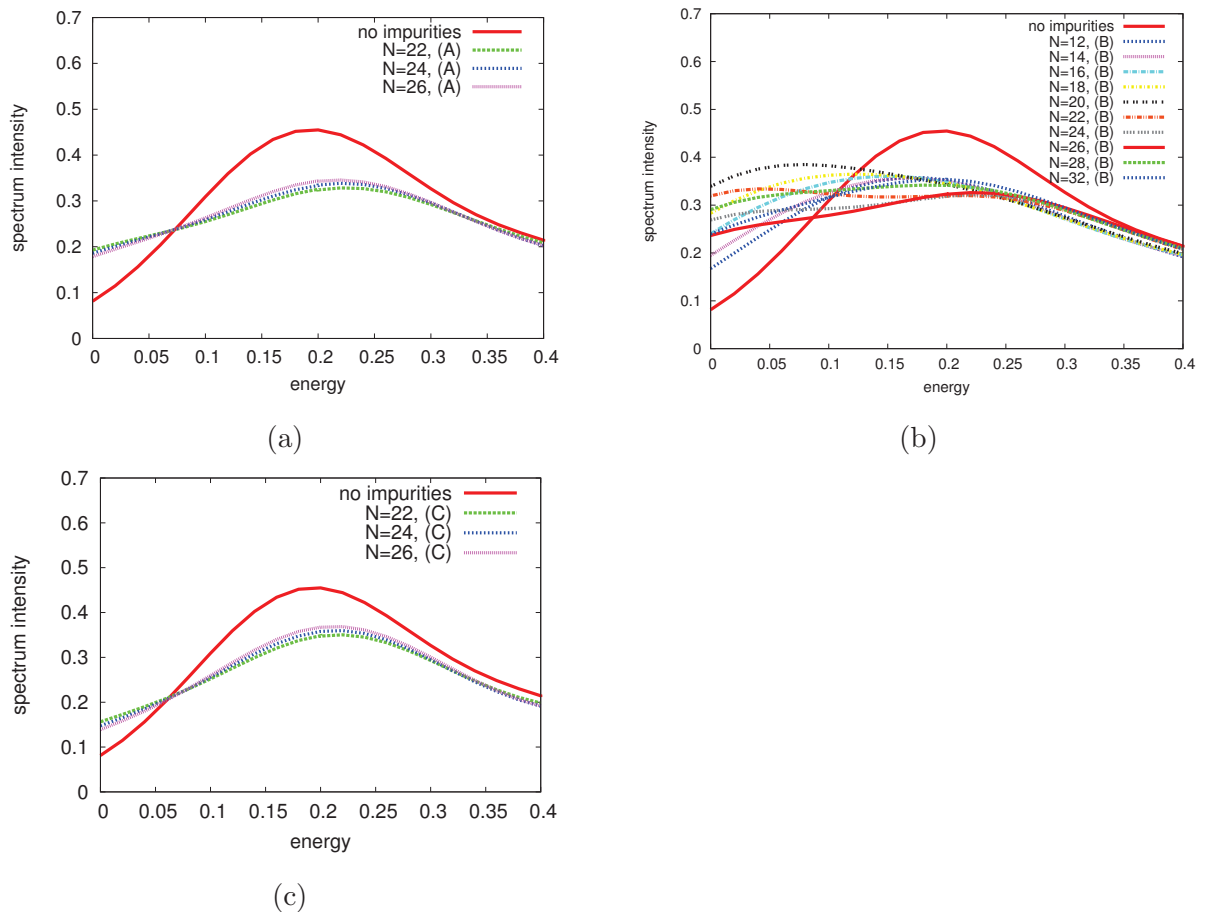 0.7
0.6
0.5
0.4
0.3
0.2
0.1
0
spectrum intensity
no impurities
N=22, (A)
N=24, (A)
N=26, (A)
0 0.05 0.1 0.15 0.2 0.25 0.3 0.35 0.4
energy
(a)
0.7
0.6
0.5
0.4
0.3
0.2
0.1
0
spectrum intensity
no impurities
N=12, (B)
N=14, (B)
N=16, (B)
N=18, (B)
N=20, (B)
N=22, (B)
N=24, (B)
N=26, (B)
N=28, (B)
N=32, (B)
0 0.05 0.1 0.15 0.2 0.25 0.3 0.35 0.4
energy
(b)
0.7
0.6
0.5
0.4
0.3
0.2
0.1
0
spectrum intensity
no impurities
N=22, (C)
N=24, (C)
N=26, (C)
0 0.05 0.1 0.15 0.2 0.25 0.3 0.35 0.4
energy
(c)